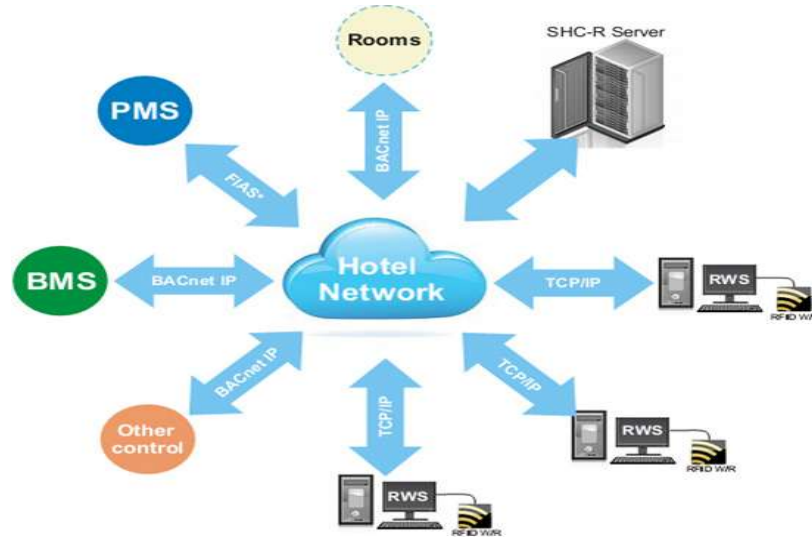 Rooms
SHC-R Server
PMS
BACnet IP
FIAS*
BMS
BACnet IP
Hotel
Network
TCP/IP
RWS
RFID W/R
BACnet IP
TCP/IP
Other
control
TCP/IP
RWS
RFID W/R
RWS
RFID W/R